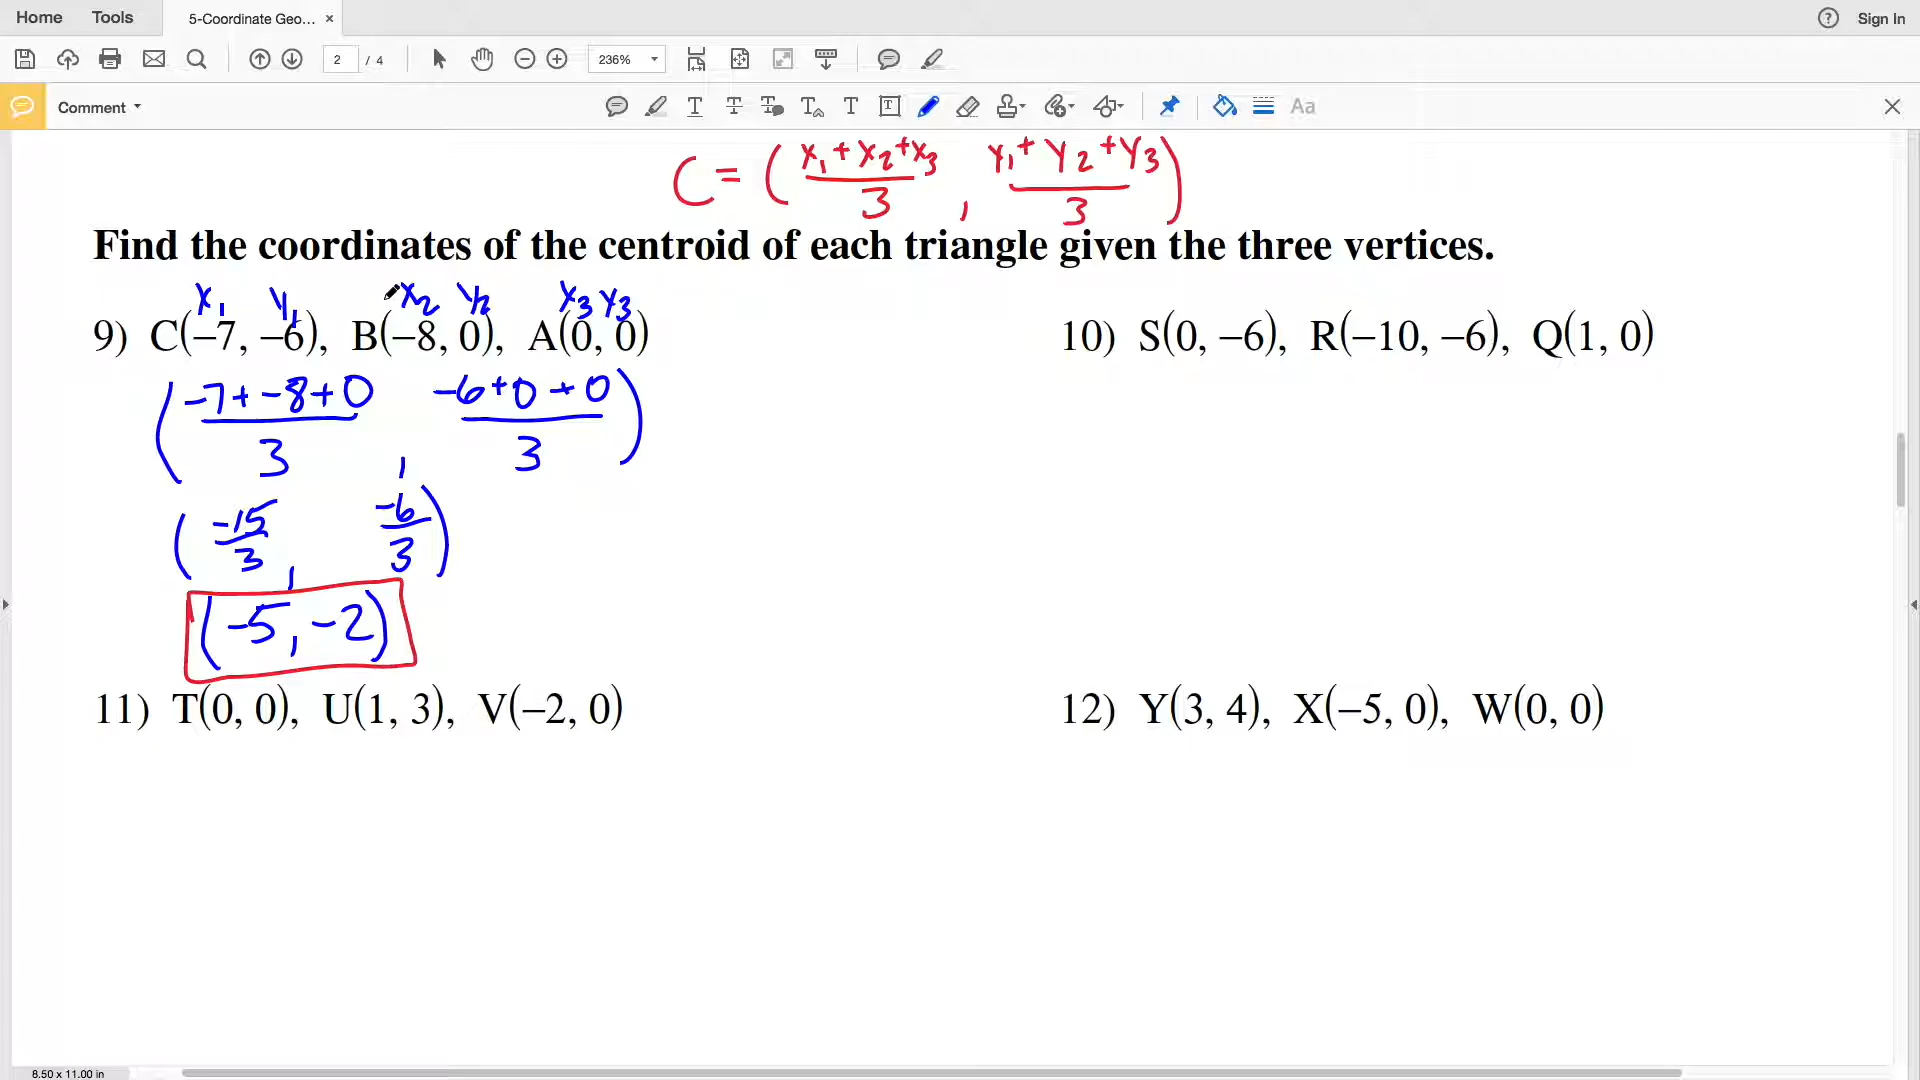 Home Tools 5-Coordinate Geo... × Sign In
2 / 4 236%
Comment Aa
C = ( x₁ + x₂ + x₃ / 3 , y₁ + y₂ + y₃ / 3 )
Find the coordinates of the centroid of each triangle given the three vertices.
x₁ y₁ x₂ y₂ x₃ y₃
9) C(−7, −6), B(−8, 0), A(0, 0)
10) S(0, −6), R(−10, −6), Q(1, 0)
( -7 + -8 + 0 / 3 , -6 + 0 + 0 / 3 )
( -15 / 3 , -6 / 3 )
(-5, -2)
11) T(0, 0), U(1, 3), V(−2, 0)
12) Y(3, 4), X(−5, 0), W(0, 0)
8.50 x 11.00 in